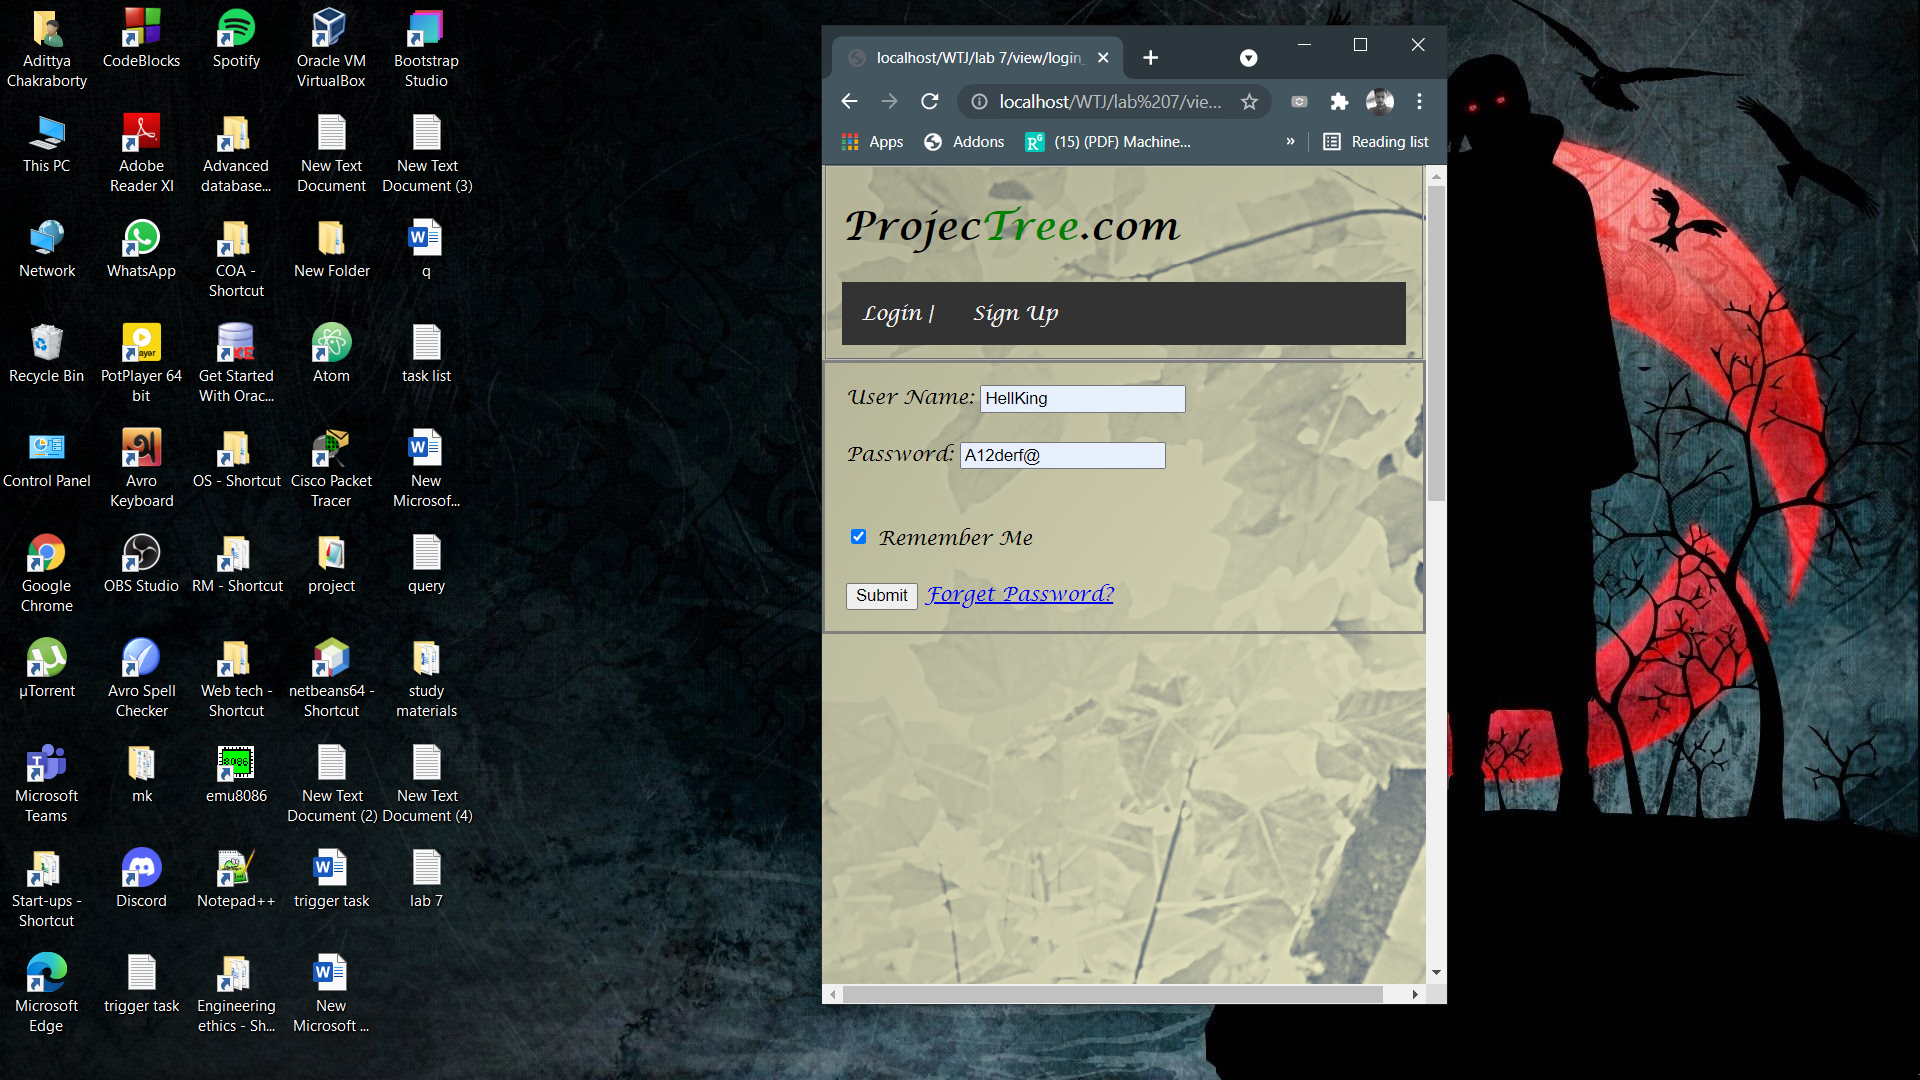 Adittya
Chakraborty
CodeBlocks
Spotify
Oracle VM
VirtualBox
Bootstrap
Studio
This PC
Adobe
Reader XI
Advanced
database...
New Text
Document
New Text
Document (3)
Network
WhatsApp
COA -
Shortcut
New Folder
q
Recycle Bin
PotPlayer 64
bit
Get Started
With Orac...
Atom
task list
Control Panel
Avro
Keyboard
OS - Shortcut
Cisco Packet
Tracer
New
Microsof...
Google
Chrome
OBS Studio
RM - Shortcut
project
query
µTorrent
Avro Spell
Checker
Web tech -
Shortcut
netbeans64 -
Shortcut
study
materials
Microsoft
Teams
mk
8086
emu8086
New Text
Document (2)
New Text
Document (4)
Start-ups -
Shortcut
Discord
Notepad++
trigger task
lab 7
Microsoft
Edge
trigger task
Engineering
ethics - Sh...
New
Microsoft ...
localhost/WTJ/lab 7/view/login_
localhost/WTJ/lab%207/vie...
Apps
Addons
(15) (PDF) Machine...
»
Reading list
ProjecTree.com
Login |
Sign Up
User Name: HellKing
Password: A12derf@
Remember Me
Submit Forget Password?